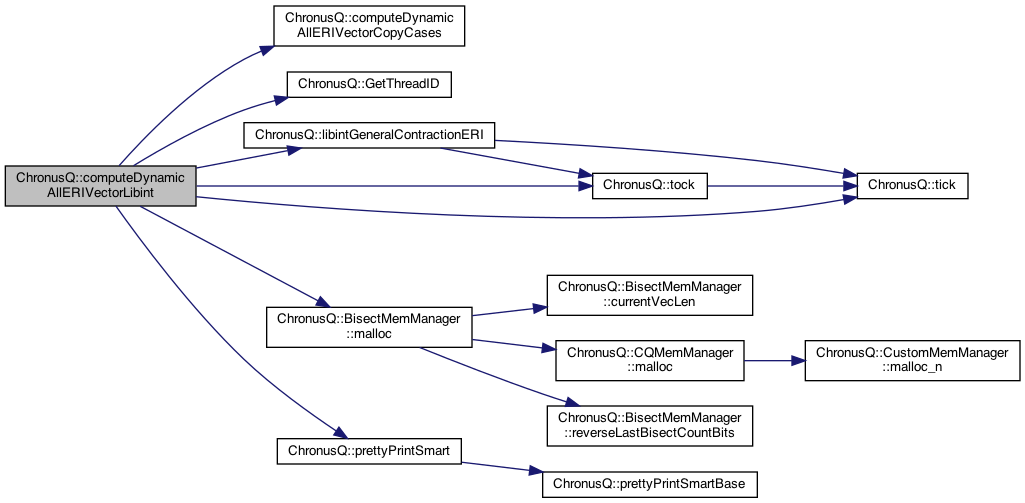 ChronusQ::computeDynamic
AllERIVectorCopyCases
ChronusQ::GetThreadID
ChronusQ::libintGeneralContractionERI
ChronusQ::computeDynamic
AllERIVectorLibint
ChronusQ::tock
ChronusQ::tick
ChronusQ::BisectMemManager
::currentVecLen
ChronusQ::BisectMemManager
::malloc
ChronusQ::CQMemManager
::malloc
ChronusQ::CustomMemManager
::malloc_n
ChronusQ::BisectMemManager
::reverseLastBisectCountBits
ChronusQ::prettyPrintSmart
ChronusQ::prettyPrintSmartBase